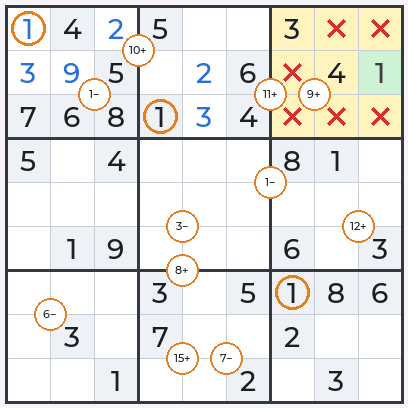 1 4 2 5 3 × ×
10+
3 9 5 2 6 × 4 1
1− 11+ 9+
7 6 8 1 3 4 × × ×
5 4 8 1
1−
3− 12+
1 9 6 3
8+
3 5 1 8 6
6−
3 7 2
15+ 7−
1 2 3